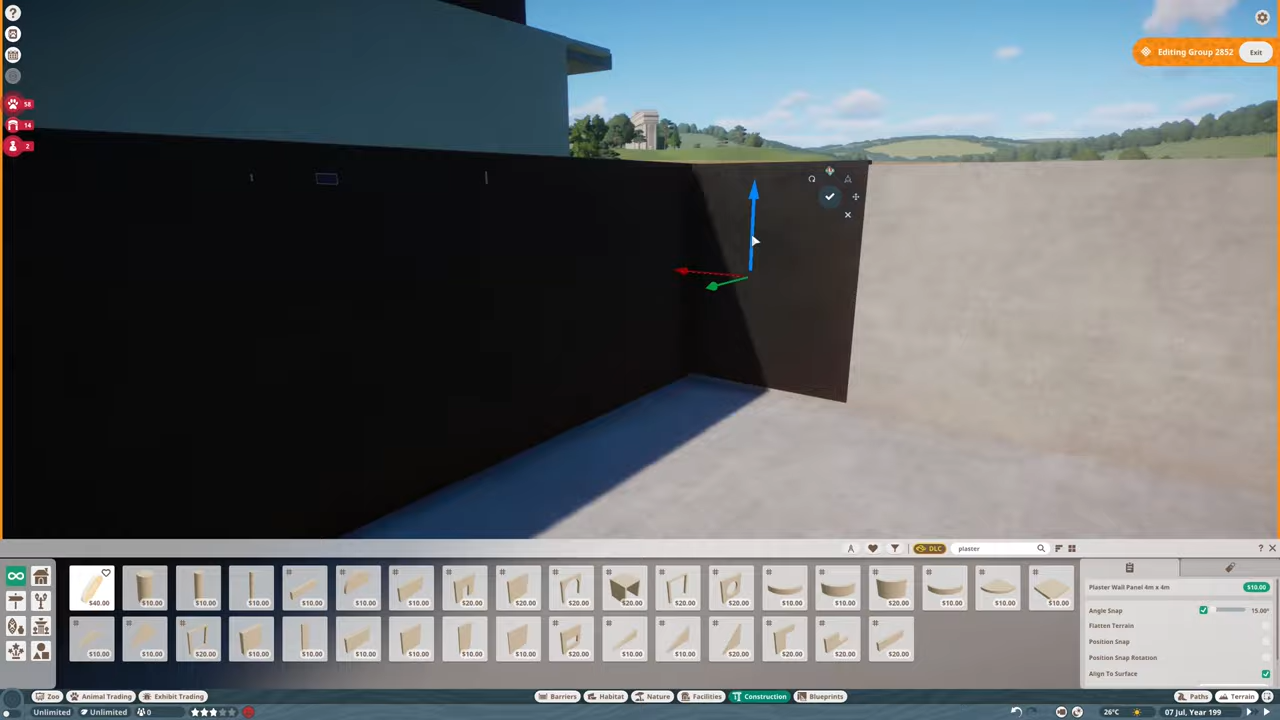 ?
Editing Group 2852
Exit
58
14
2
DLC
plaster
? ×
$40.00
$10.00
$10.00
$10.00
$10.00
$10.00
$10.00
$20.00
$20.00
$20.00
$20.00
$20.00
$20.00
$10.00
$10.00
$20.00
$10.00
$10.00
$10.00
$10.00
$10.00
$20.00
$10.00
$10.00
$10.00
$10.00
$10.00
$10.00
$20.00
$10.00
$10.00
$20.00
$20.00
$20.00
$20.00
Plaster Wall Panel 4m x 4m
$10.00
Angle Snap
15.00°
Flatten Terrain
Position Snap
Position Snap Rotation
Align To Surface
Zoo
Animal Trading
Exhibit Trading
Barriers
Habitat
Nature
Facilities
Construction
Blueprints
Paths
Terrain
Unlimited
Unlimited
0
26°C
07 Jul, Year 199